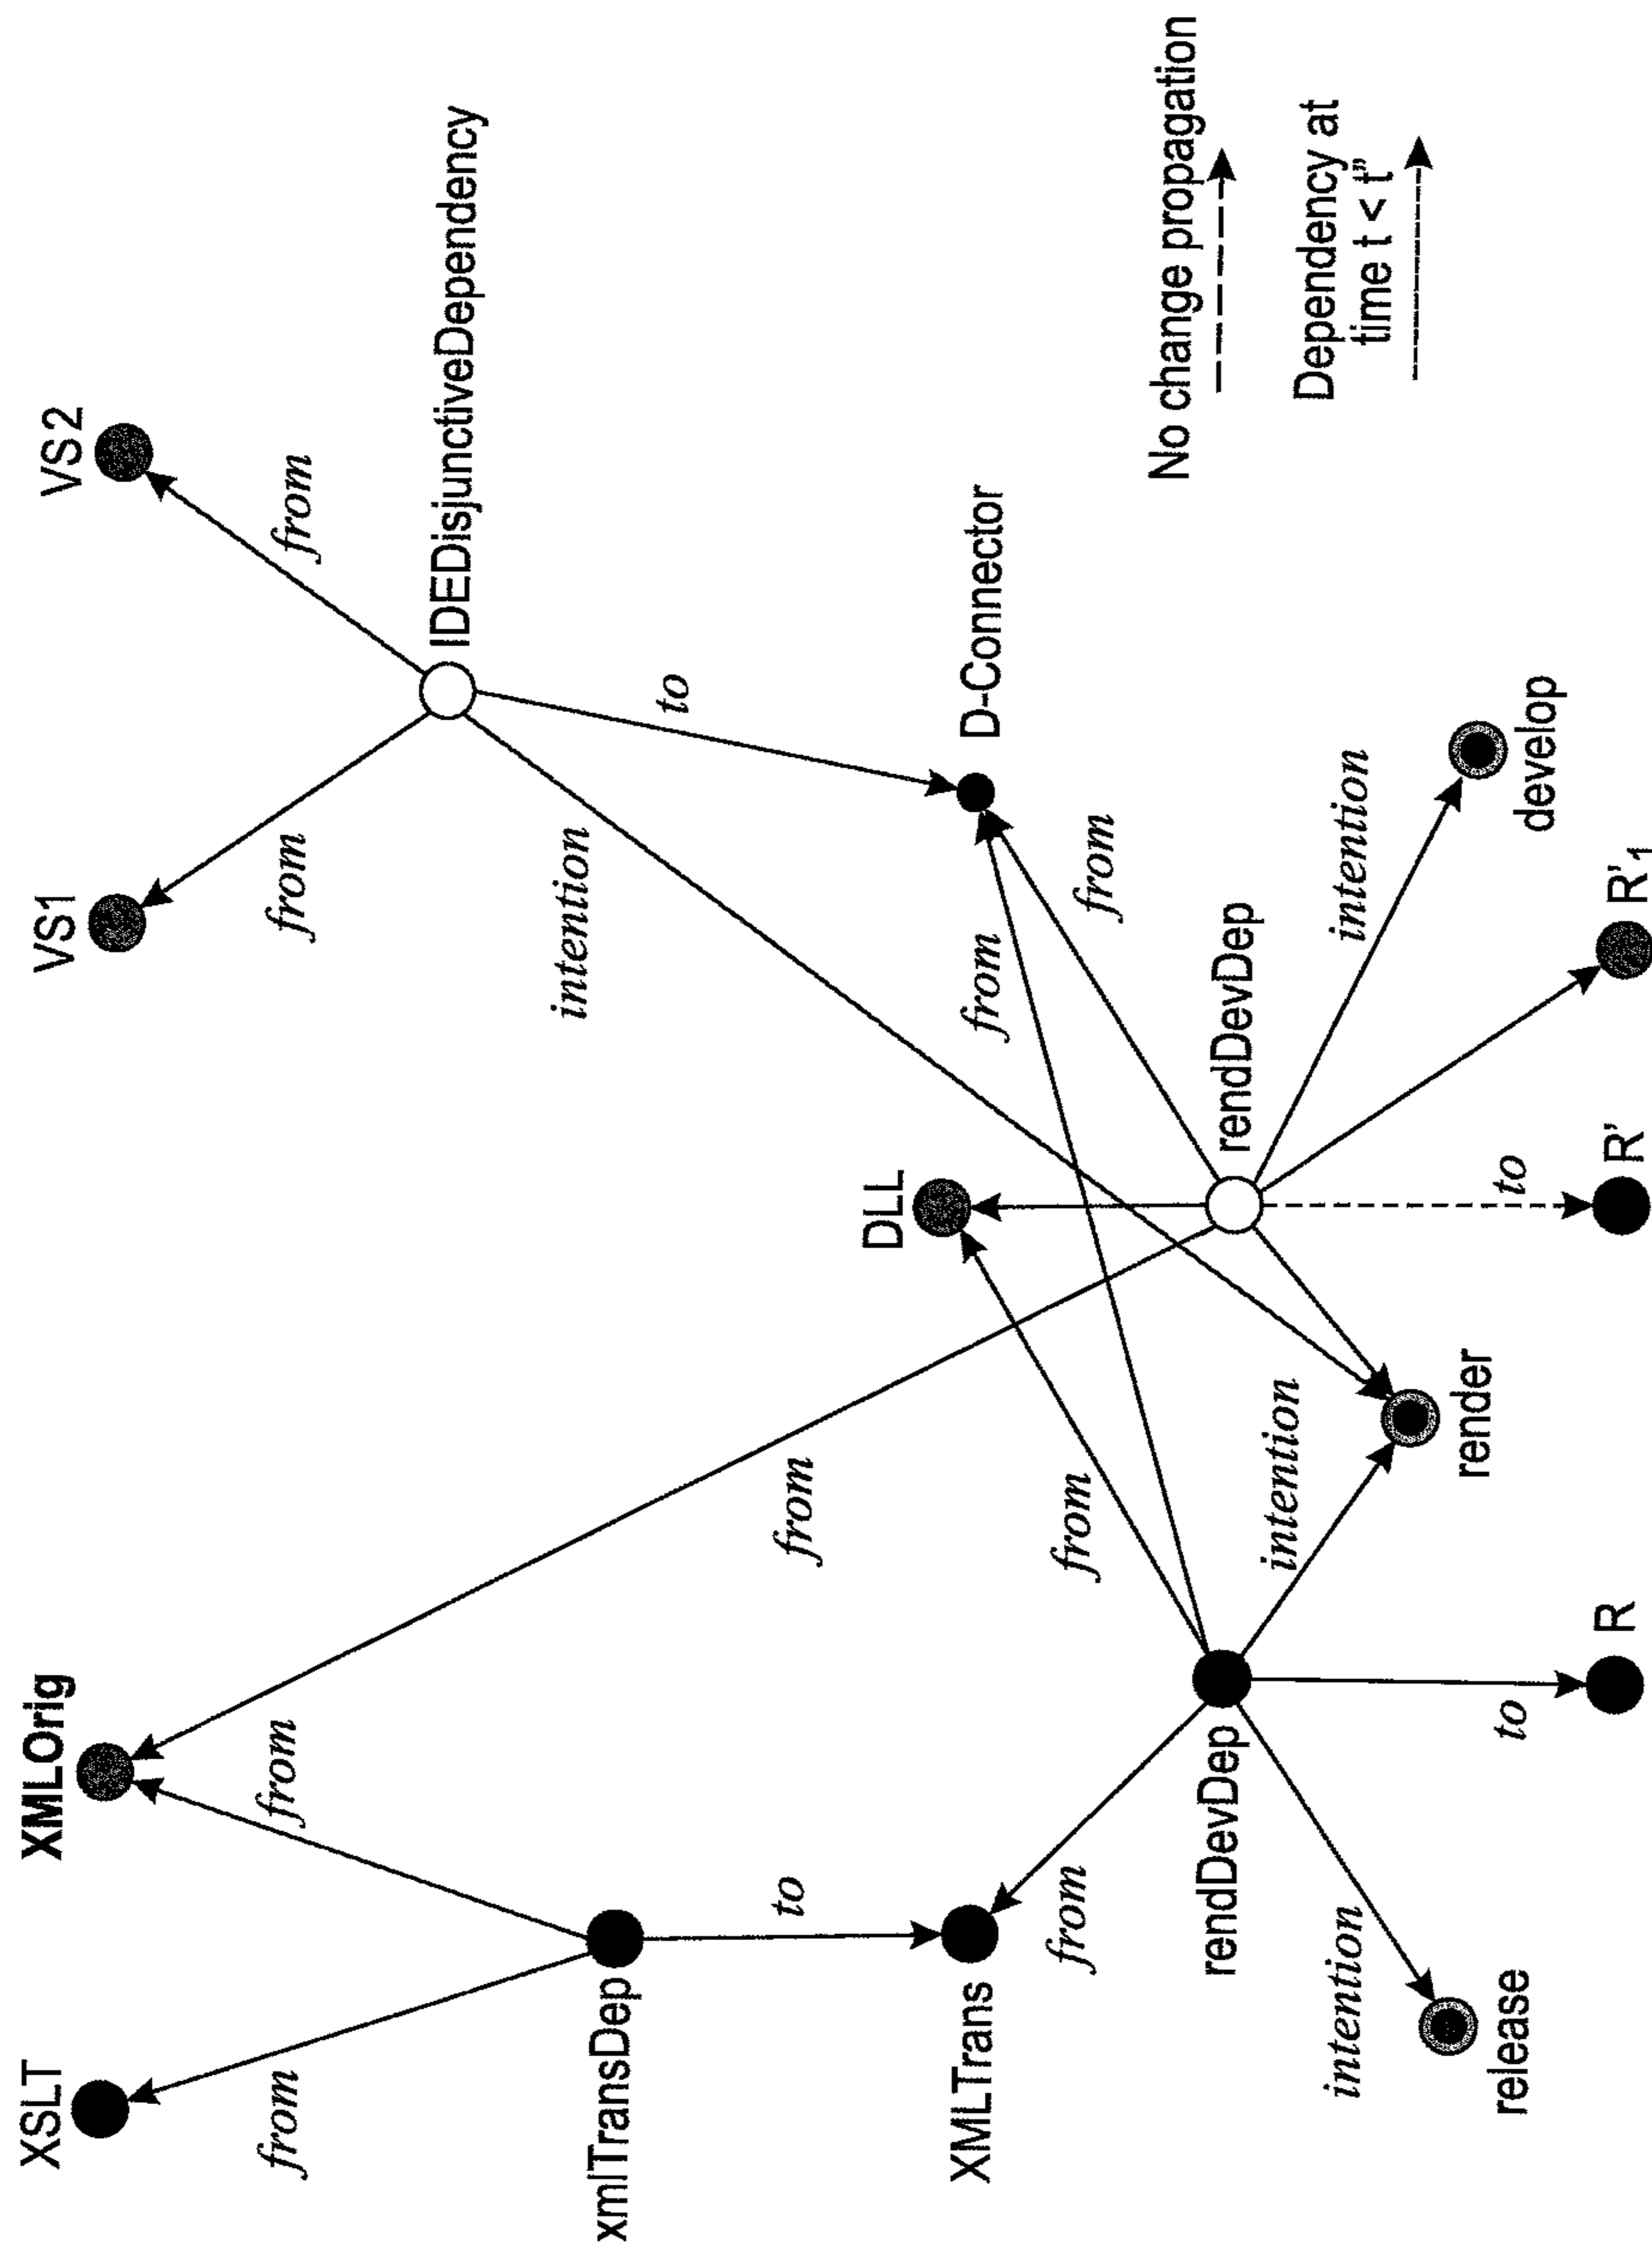 XSLT
XMLOrig
VS1
VS2
from
from
from
from
IDEDisjunctiveDependency
intention
xmlTransDep
to
to
from
DLL
XMLTrans
from
D-Connector
from
from
from
No change propagation
rendDevDep
rendDevDep
intention
Dependency at
time t < t"
intention
intention
render
release
to
to
develop
R
R'
R'1